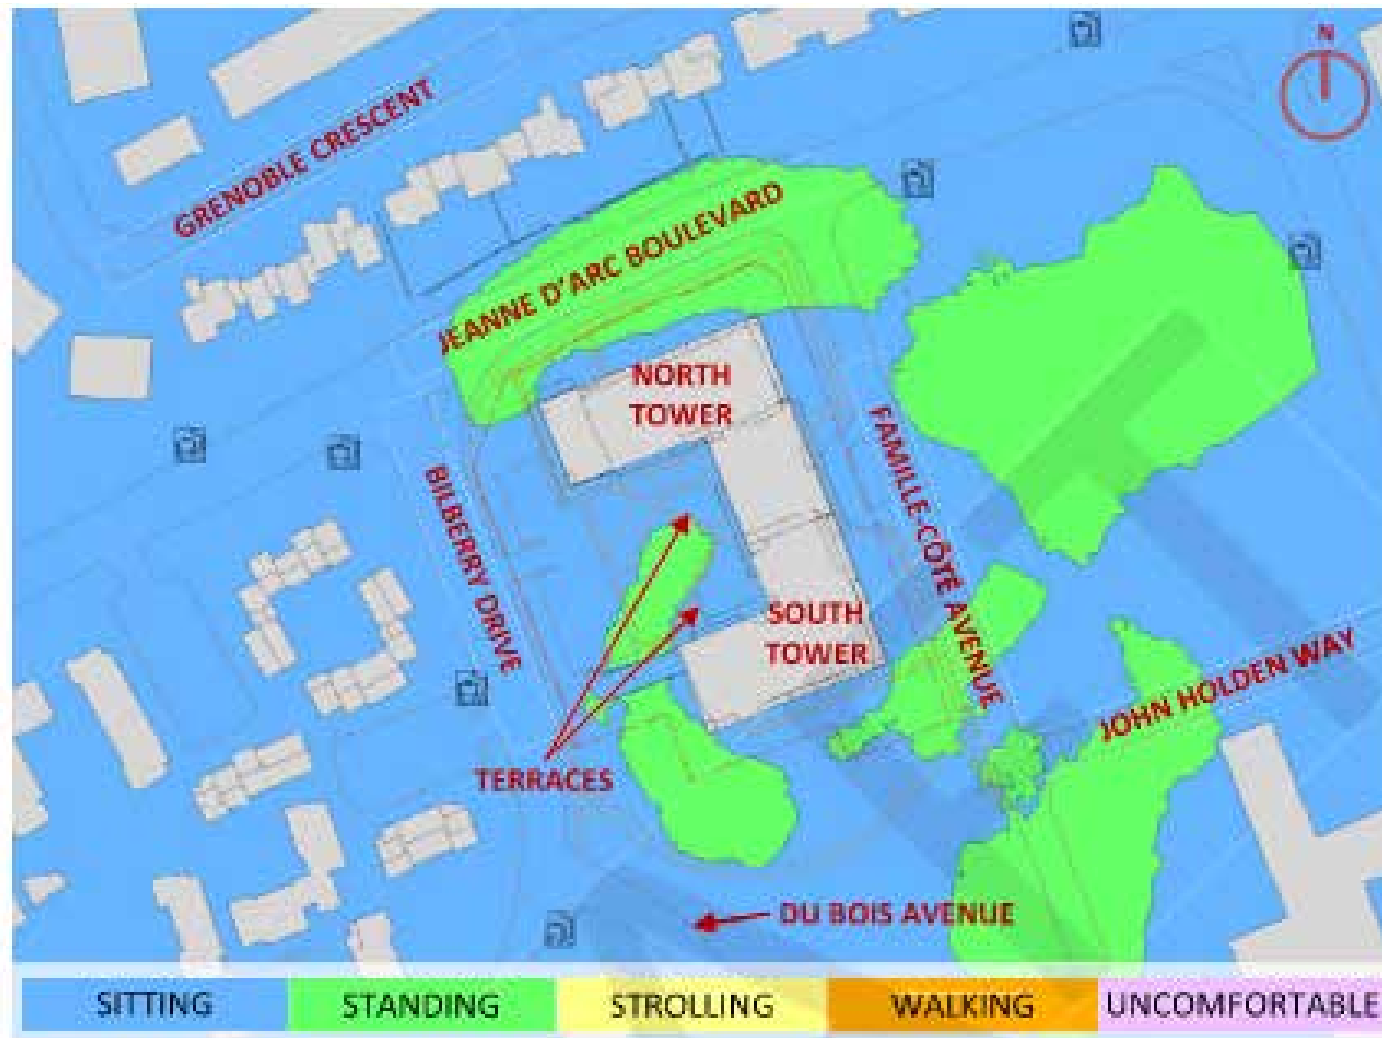 N
GRENOBLE CRESCENT
JEANNE D'ARC BOULEVARD
NORTH
TOWER
FAMILLE-CÔTÉ AVENUE
BILBERRY DRIVE
SOUTH
TOWER
JOHN HOLDEN WAY
TERRACES
DU BOIS AVENUE
SITTING
STANDING
STROLLING
WALKING
UNCOMFORTABLE